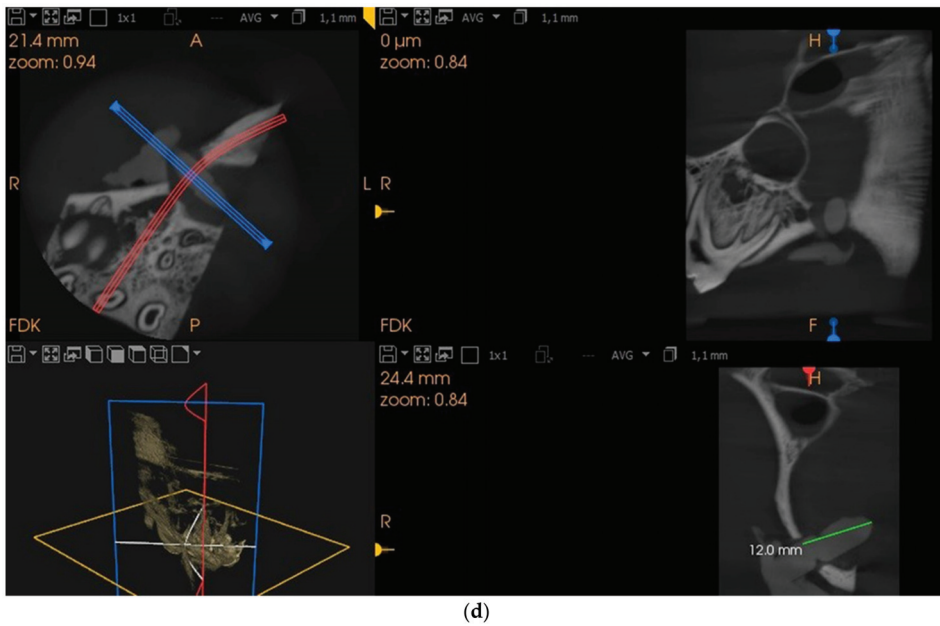 1x1 AVG 1,1 mm
21.4 mm
zoom: 0.94
A
R
L
FDK
P
AVG 1,1 mm
0 µm
zoom: 0.84
H
R
FDK
F
1x1 AVG 1,1 mm
24.4 mm
zoom: 0.84
H
R
12.0 mm
(d)